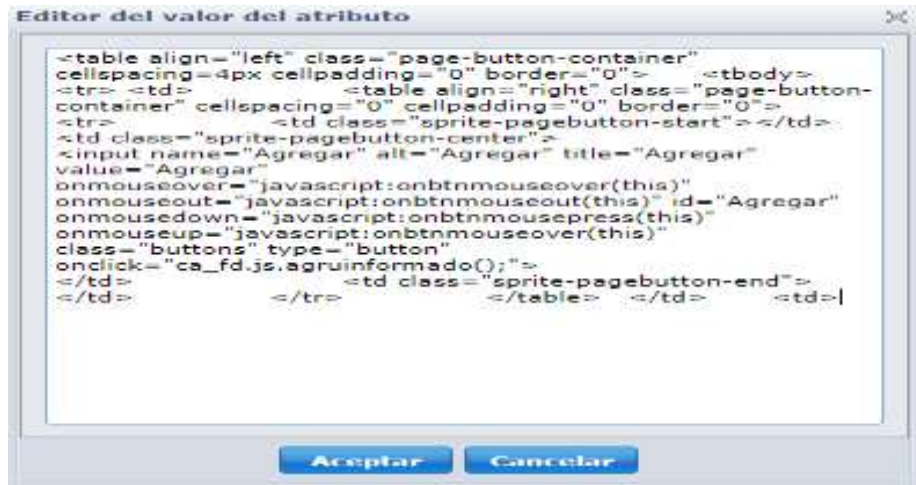 Editor del valor del atributo
<table align="left" class="page-button-container"
cellspacing=4px cellpadding="0" border="0"> <tbody>
<tr> <td> <table align="right" class="page-button-
container" cellspacing="0" cellpadding="0" border="0">
<tr> <td class="sprite-pagebutton-start"></td>
<td class="sprite-pagebutton-center">
<input name="Agregar" alt="Agregar" title="Agregar"
value="Agregar"
onmouseover="javascript:onbtnmouseover(this)"
onmouseout="javascript:onbtnmouseout(this)" id="Agregar"
onmousedown="javascript:onbtnmousepress(this)"
onmouseup="javascript:onbtnmouseover(this)"
class="buttons" type="button"
onclick="ca_fd.js.agruinformado();">
</td> <td class="sprite-pagebutton-end">
</td> </tr> </table> </td> <td>
Aceptar Cancelar